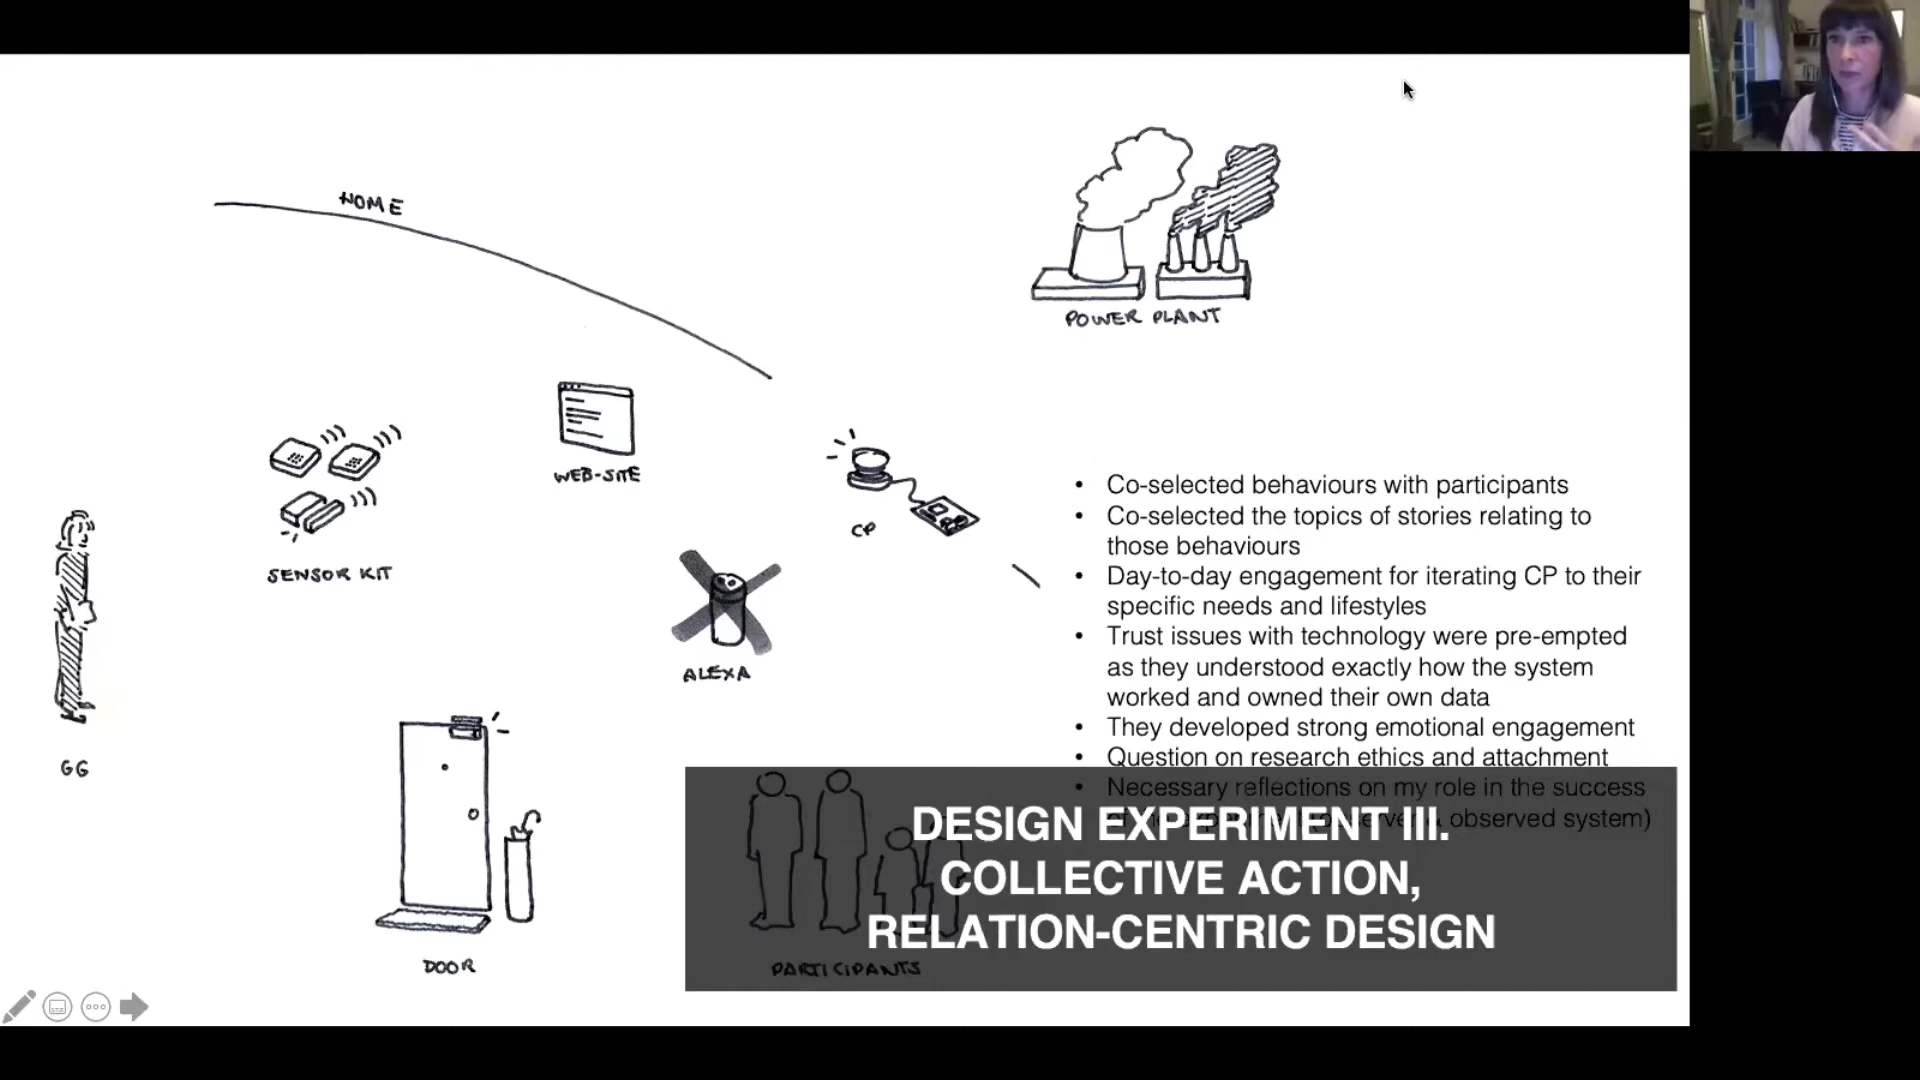 HOME
POWER PLANT
WEB-SITE
CP
SENSOR KIT
ALEXA
GG
DOOR
PARTICIPANTS
• Co-selected behaviours with participants
• Co-selected the topics of stories relating to
those behaviours
• Day-to-day engagement for iterating CP to their
specific needs and lifestyles
• Trust issues with technology were pre-empted
as they understood exactly how the system
worked and owned their own data
• They developed strong emotional engagement
• Question on research ethics and attachment
• Necessary reflections on my role in the success
observed system)
DESIGN EXPERIMENT III.
COLLECTIVE ACTION,
RELATION-CENTRIC DESIGN